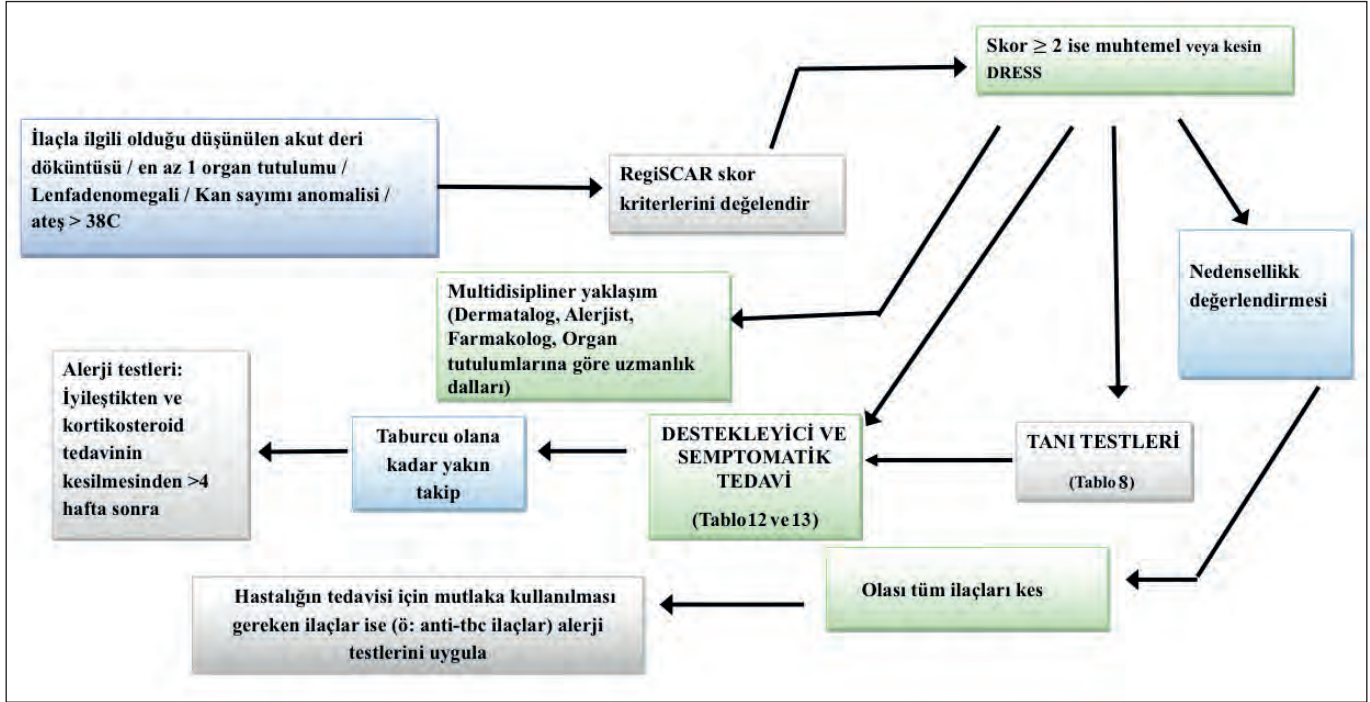 Skor ≥ 2 ise muhtemel veya kesin
DRESS
İlaçla ilgili olduğu düşünülen akut deri
döküntüsü / en az 1 organ tutulumu /
Lenfadenomegali / Kan sayımı anomalisi /
ateş > 38C
RegiSCAR skor
kriterlerini değelendir
Nedensellikk
değerlendirmesi
Multidisipliner yaklaşım
(Dermatalog, Alerjist,
Farmakolog, Organ
tutulumlarına göre uzmanlık
dalları)
Alerji testleri:
İyileştikten ve
kortikosteroid
tedavinin
kesilmesinden >4
hafta sonra
Taburcu olana
kadar yakın
takip
DESTEKLEYİCİ VE
SEMPTOMATİK
TEDAVİ
(Tablo 12 ve 13)
TANI TESTLERİ
(Tablo 8)
Olası tüm ilaçları kes
Hastalığın tedavisi için mutlaka kullanılması
gereken ilaçlar ise (ö: anti-tbc ilaçlar) alerji
testlerini uygula